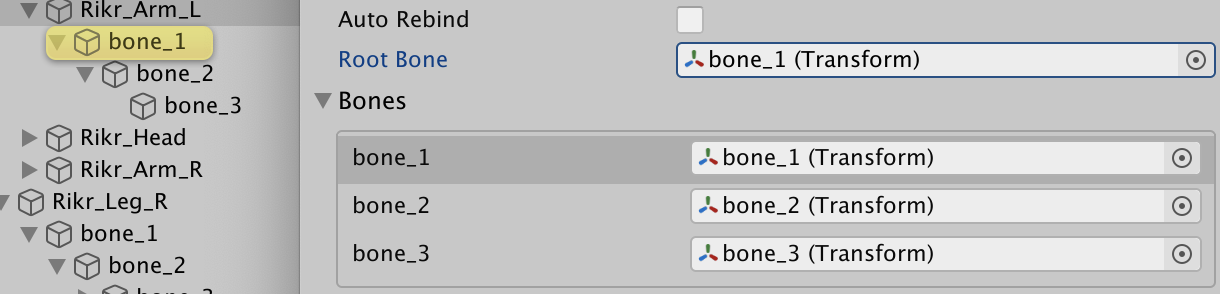 Rikr_Arm_L
bone_1
bone_2
bone_3
Rikr_Head
Rikr_Arm_R
Rikr_Leg_R
bone_1
bone_2
Auto Rebind
Root Bone bone_1 (Transform)
Bones
bone_1 bone_1 (Transform)
bone_2 bone_2 (Transform)
bone_3 bone_3 (Transform)